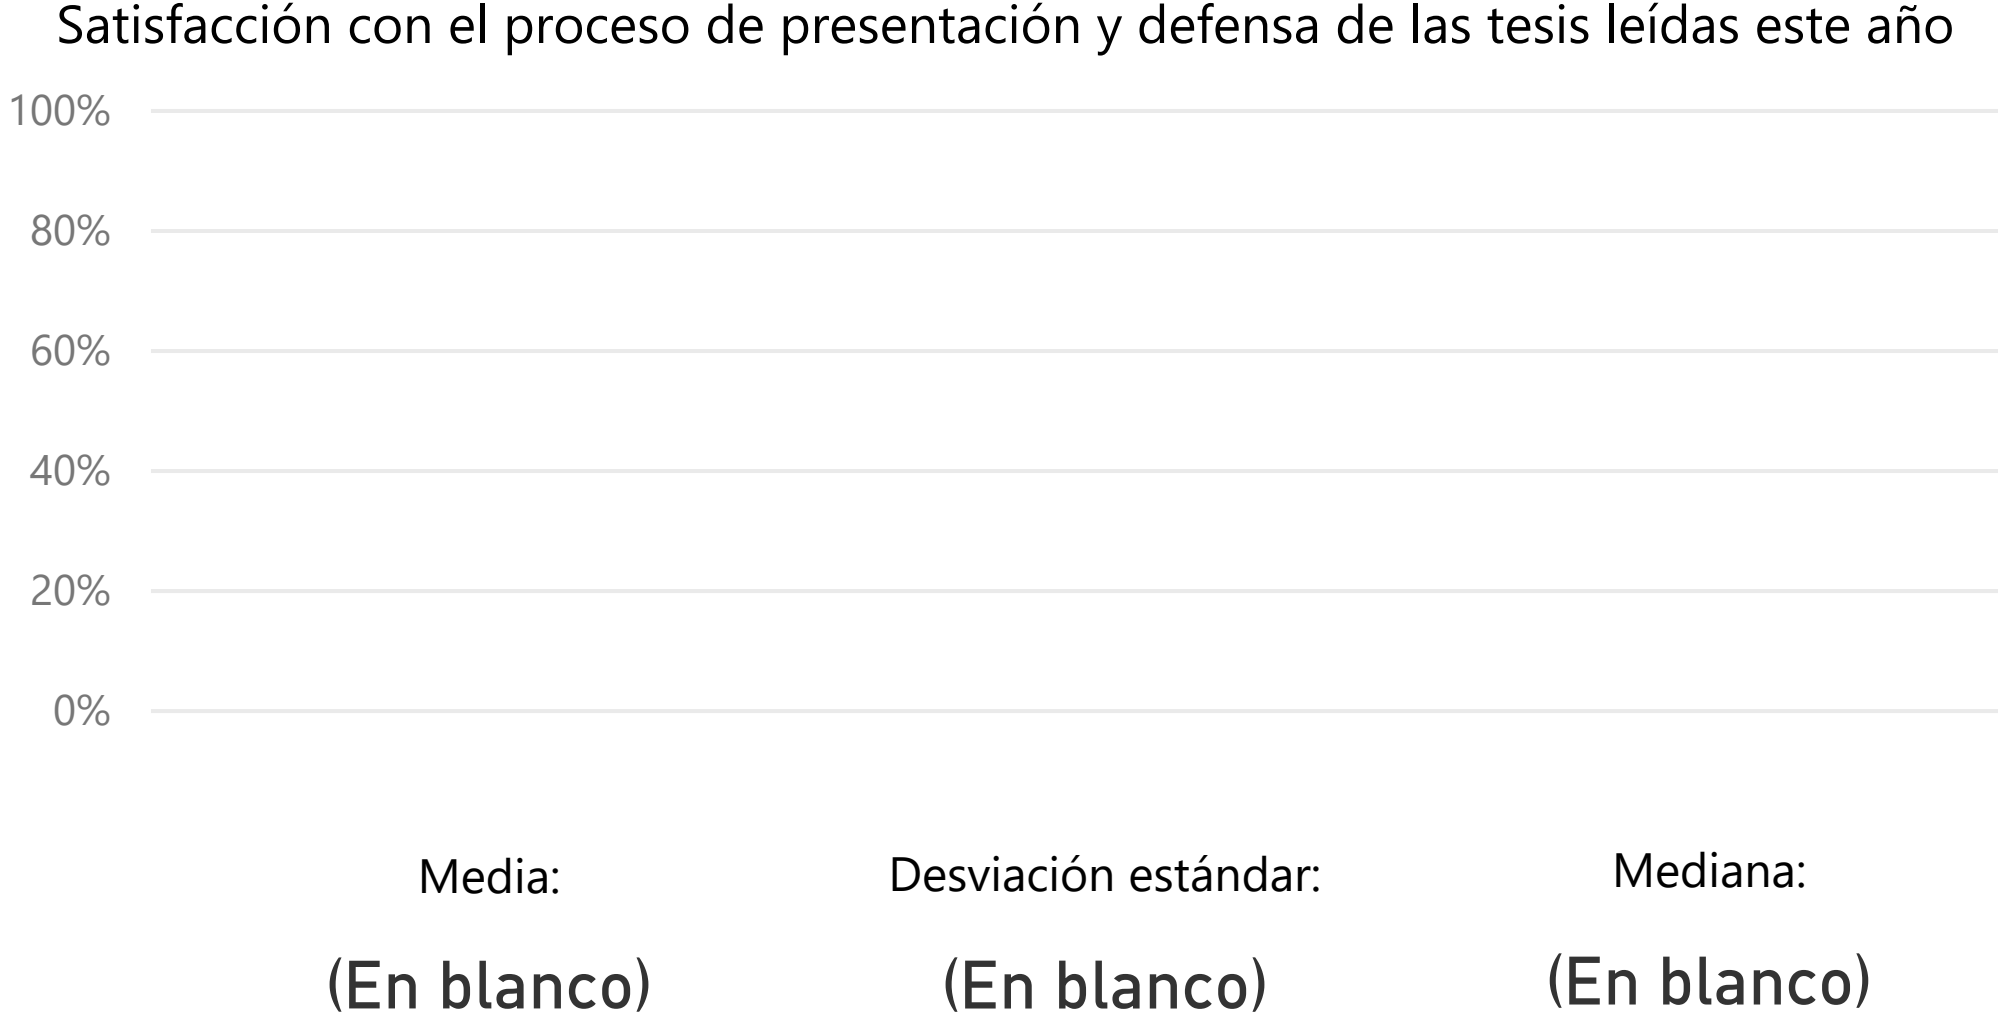 Satisfacción con el proceso de presentación y defensa de las tesis leídas este año
100%
80%
60%
40%
20%
0%
Media:
Desviación estándar:
Mediana:
(En blanco)
(En blanco)
(En blanco)